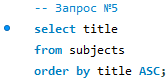 -- Запрос №5
select title
from subjects
order by title ASC;